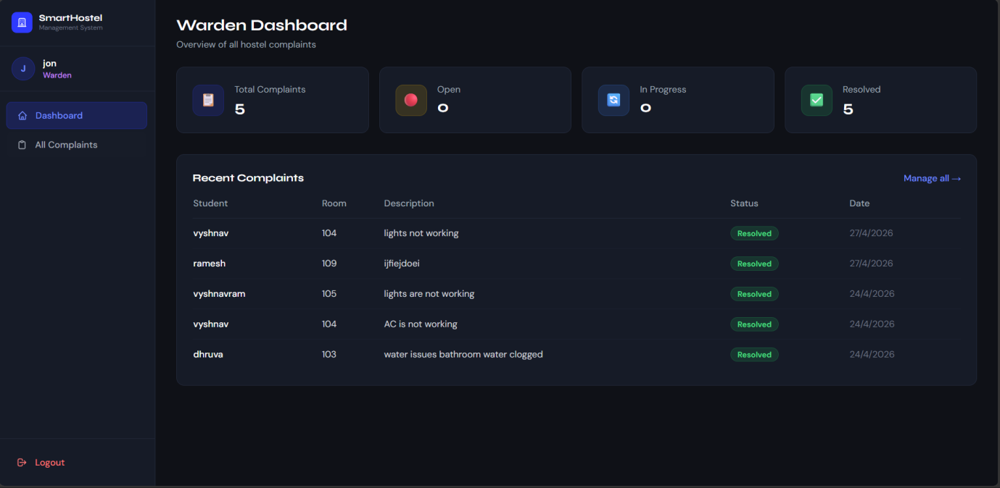 SmartHostel
Management System
J
jon
Warden
Dashboard
All Complaints
Logout
Warden Dashboard
Overview of all hostel complaints
Total Complaints
5
Open
0
In Progress
0
Resolved
5
Recent Complaints
Manage all →
Student Room Description Status Date
vyshnav 104 lights not working Resolved 27/4/2026
ramesh 109 ijfiejdoei Resolved 27/4/2026
vyshnavram 105 lights are not working Resolved 24/4/2026
vyshnav 104 AC is not working Resolved 24/4/2026
dhruva 103 water issues bathroom water clogged Resolved 24/4/2026